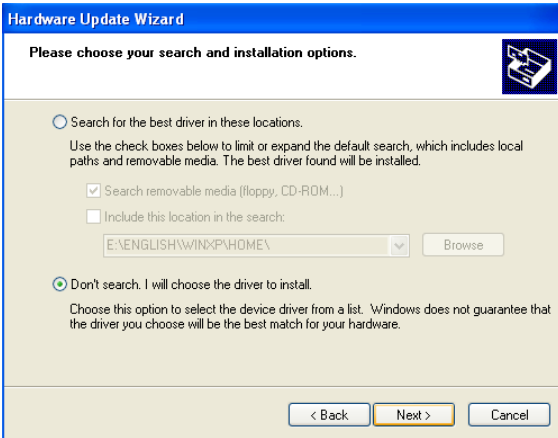 Hardware Update Wizard
Please choose your search and installation options.
Search for the best driver in these locations.
Use the check boxes below to limit or expand the default search, which includes local
paths and removable media. The best driver found will be installed.
Search removable media (floppy, CD-ROM...)
Include this location in the search:
E:\ENGLISH\WINXP\HOME\
Browse
Don't search. I will choose the driver to install.
Choose this option to select the device driver from a list. Windows does not guarantee that
the driver you choose will be the best match for your hardware.
< Back Next > Cancel